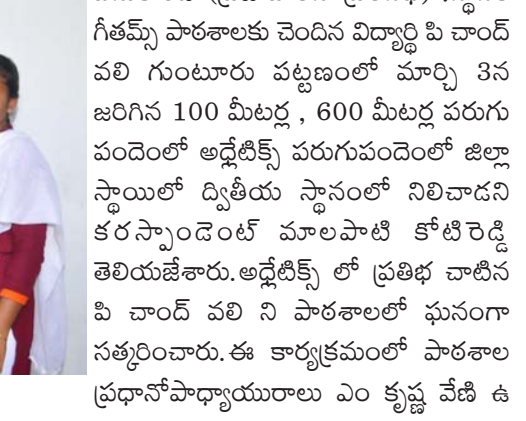 గీతమ్స్ పాఠశాలకు చెందిన విద్యార్థి పి చాంద్
వలి గుంటూరు పట్టణంలో మార్చి 3న
జరిగిన 100 మీటర్ల , 600 మీటర్ల పరుగు
పందెంలో అథ్లెటిక్స్ పరుగుపందెంలో జిల్లా
స్థాయిలో ద్వితీయ స్థానంలో నిలిచాడని
కరస్పాండెంట్ మాలపాటి కోటిరెడ్డి
తెలియజేశారు.అథ్లెటిక్స్ లో ప్రతిభ చాటిన
పి చాంద్ వలి ని పాఠశాలలో ఘనంగా
సత్కరించారు.ఈ కార్యక్రమంలో పాఠశాల
ప్రధానోపాధ్యాయురాలు ఎం కృష్ణ వేణి ఉ